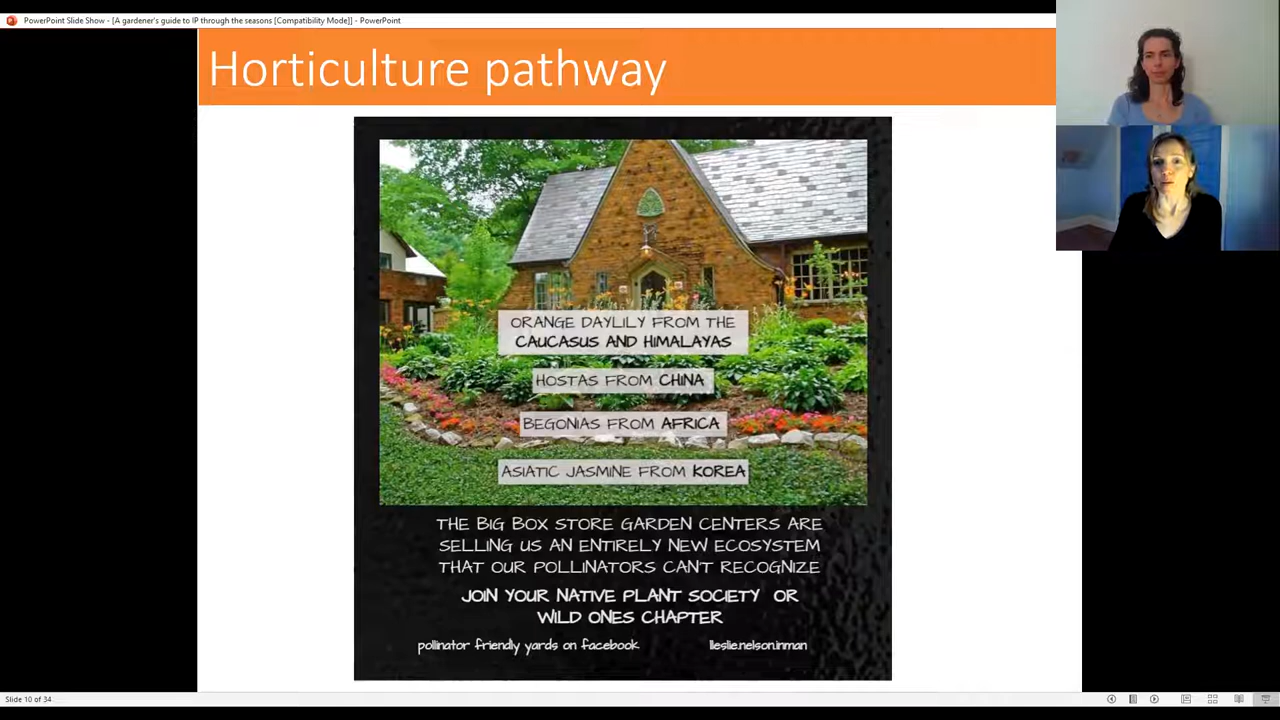 PowerPoint Slide Show - [A gardener's guide to IP through the seasons [Compatibility Mode]] - PowerPoint
Horticulture pathway
ORANGE DAYLILY FROM THE
CAUCASUS AND HIMALAYAS
HOSTAS FROM CHINA
BEGONIAS FROM AFRICA
ASIATIC JASMINE FROM KOREA
THE BIG BOX STORE GARDEN CENTERS ARE
SELLING US AN ENTIRELY NEW ECOSYSTEM
THAT OUR POLLINATORS CAN'T RECOGNIZE
JOIN YOUR NATIVE PLANT SOCIETY OR
WILD ONES CHAPTER
pollinator friendly yards on facebook
lleslie.nelson.inman
Slide 10 of 34